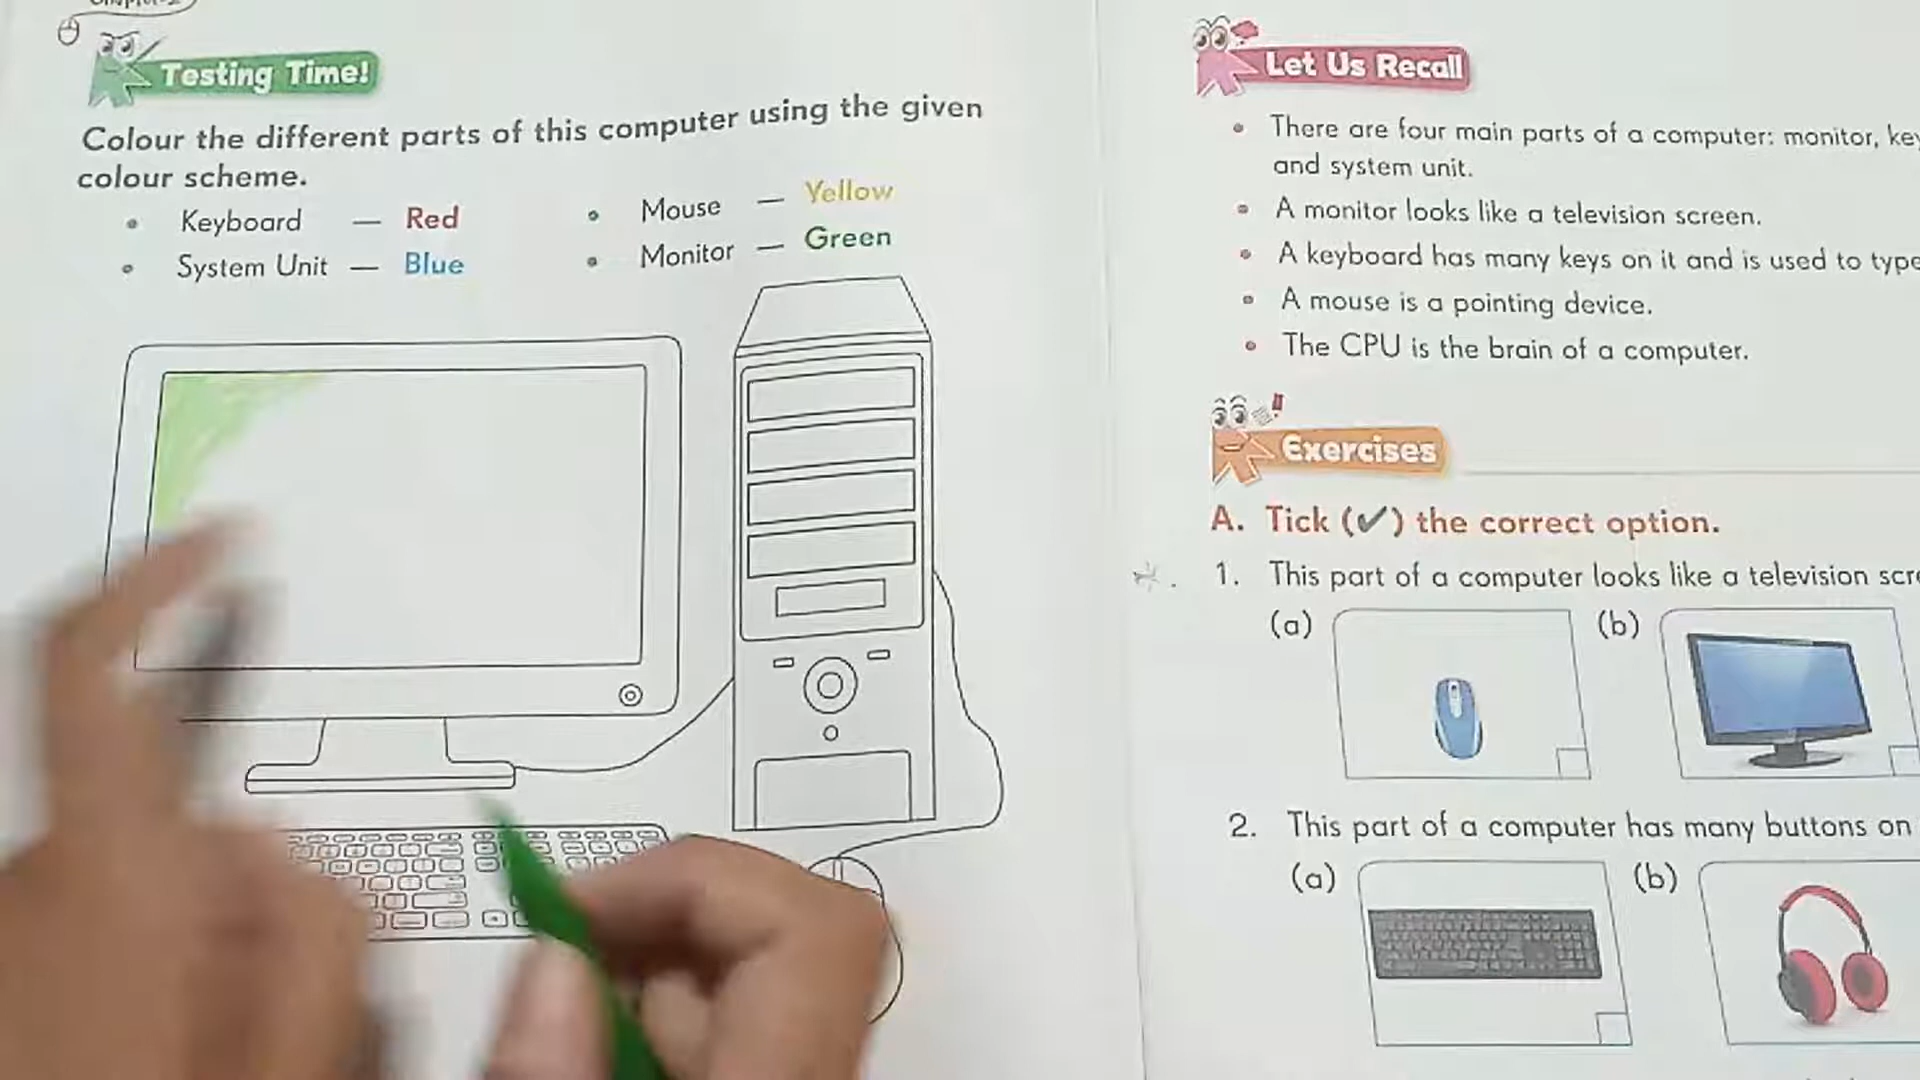 Testing Time!
Colour the different parts of this computer using the given
colour scheme.
• Keyboard — Red
• Mouse — Yellow
• System Unit — Blue
• Monitor — Green
Let Us Recall
• There are four main parts of a computer: monitor,
and system unit.
• A monitor looks like a television screen.
• A keyboard has many keys on it and is used to type
• A mouse is a pointing device.
• The CPU is the brain of a computer.
Exercises
A. Tick (✔) the correct option.
1. This part of a computer looks like a television
(a) (b)
2. This part of a computer has many buttons on
(a) (b)